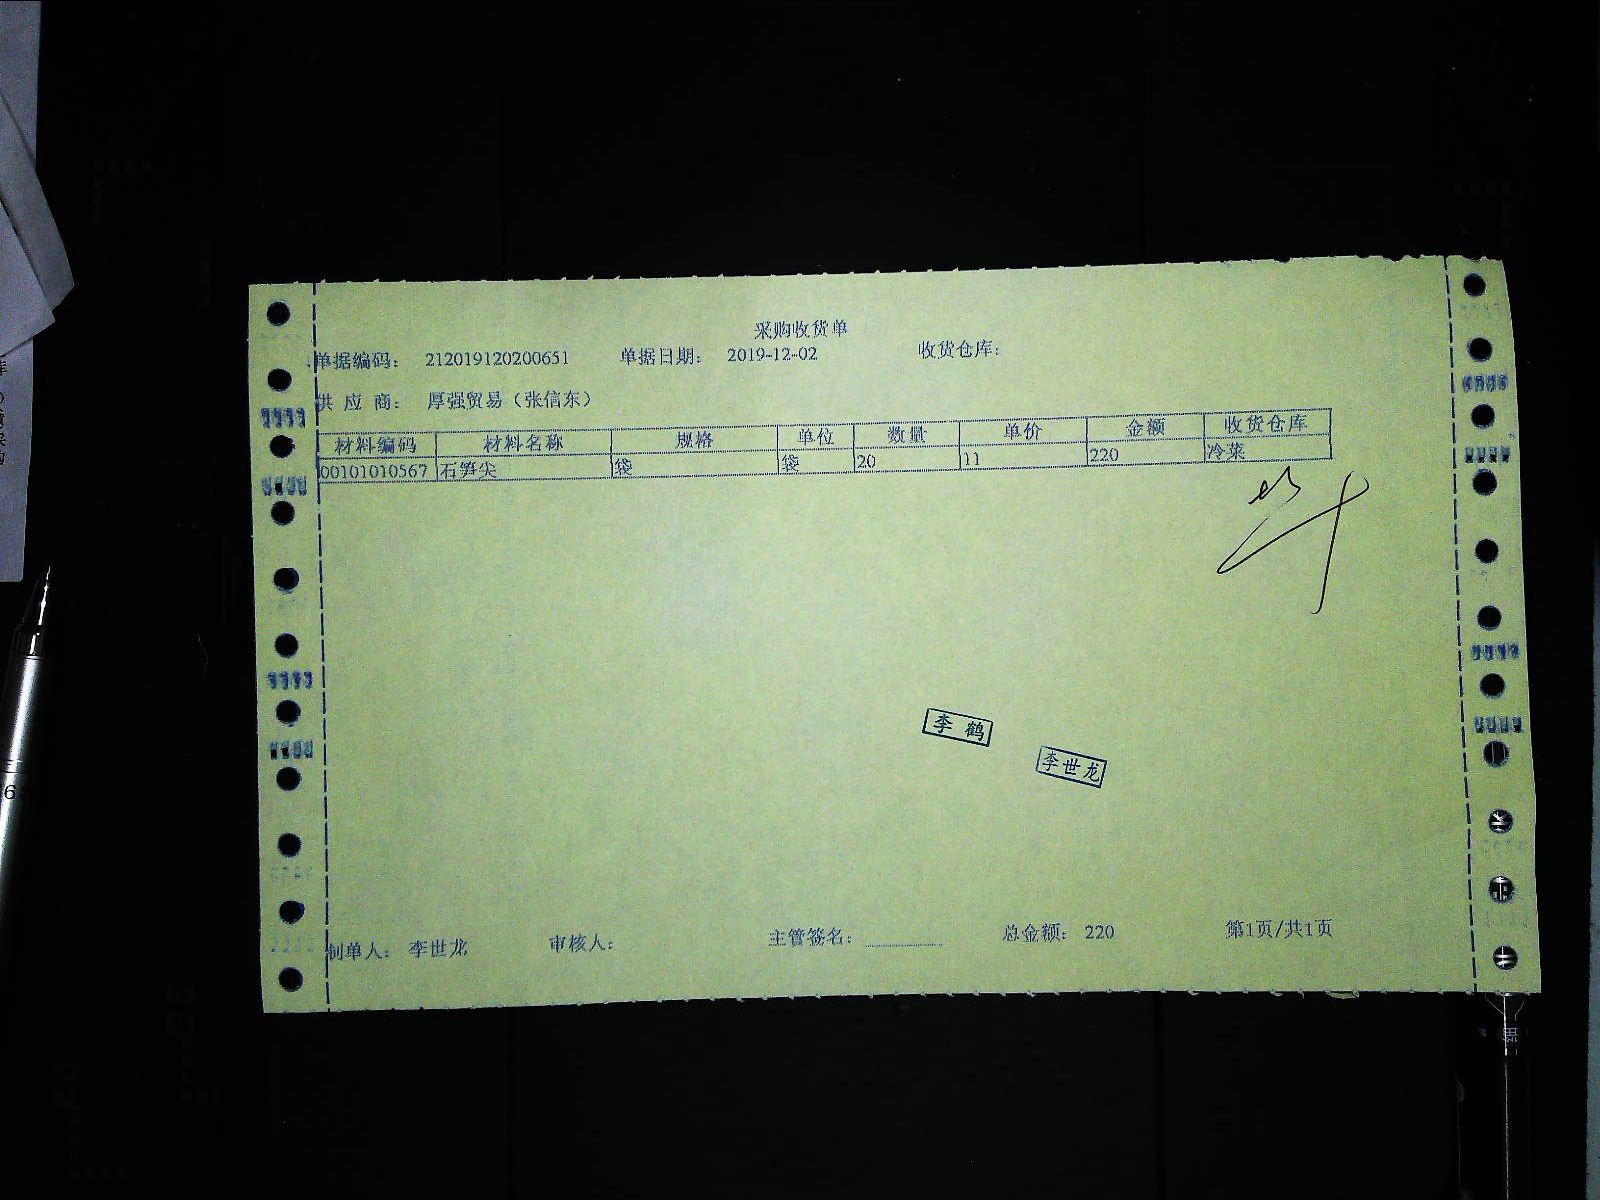 采购收货单
单据编码： 212019120200651 单据日期： 2019-12-02 收货仓库：
供 应 商： 厚强贸易（张信东）
材料编码 材料名称 规格 单位 数量 单价 金额 收货仓库
00101010567 石笋尖 袋 袋 20 11 220 冷菜
李 鹤
李世龙
制单人： 李世龙 审核人： 主管签名： 总金额： 220 第1页/共1页